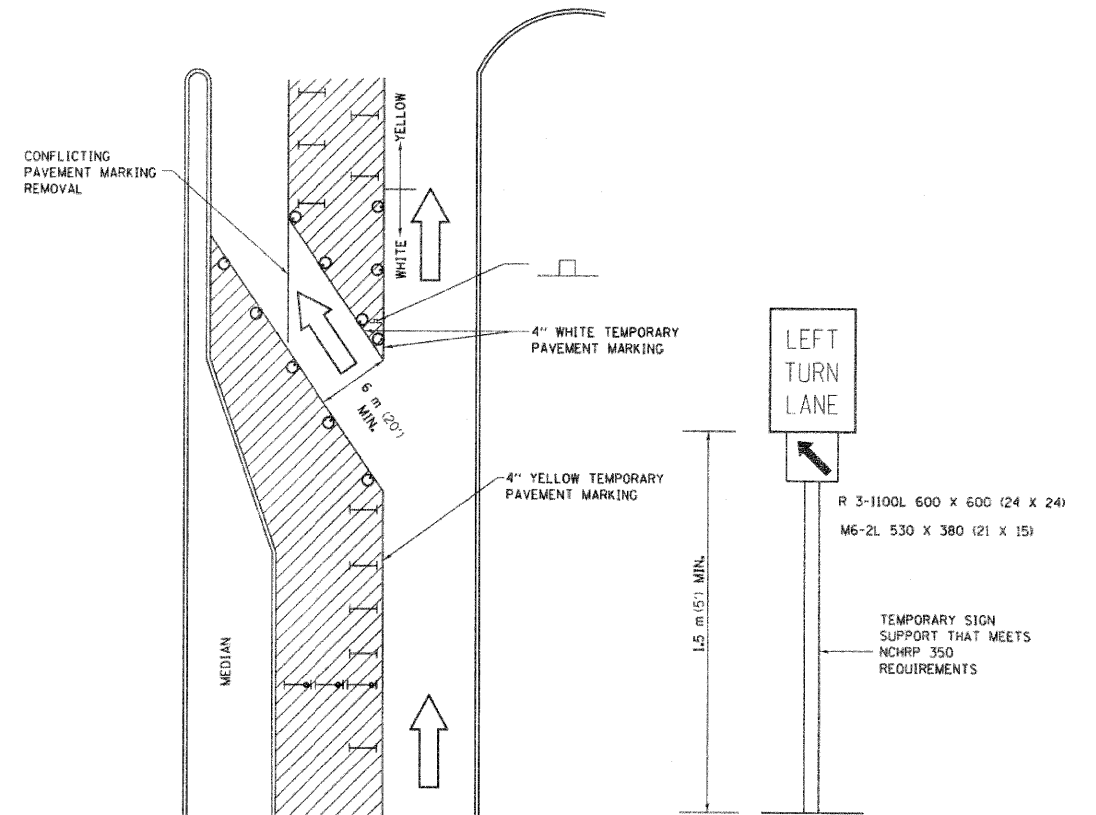 CONFLICTING
PAVEMENT MARKING
REMOVAL
YELLOW
WHITE
4" WHITE TEMPORARY
PAVEMENT MARKING
6 m (20')
MIN.
4" YELLOW TEMPORARY
PAVEMENT MARKING
MEDIAN
LEFT
TURN
LANE
R 3-I100L 600 X 600 (24 X 24)
M6-2L 530 X 380 (21 X 15)
1.5 m (5') MIN.
TEMPORARY SIGN
SUPPORT THAT MEETS
NCHRP 350
REQUIREMENTS